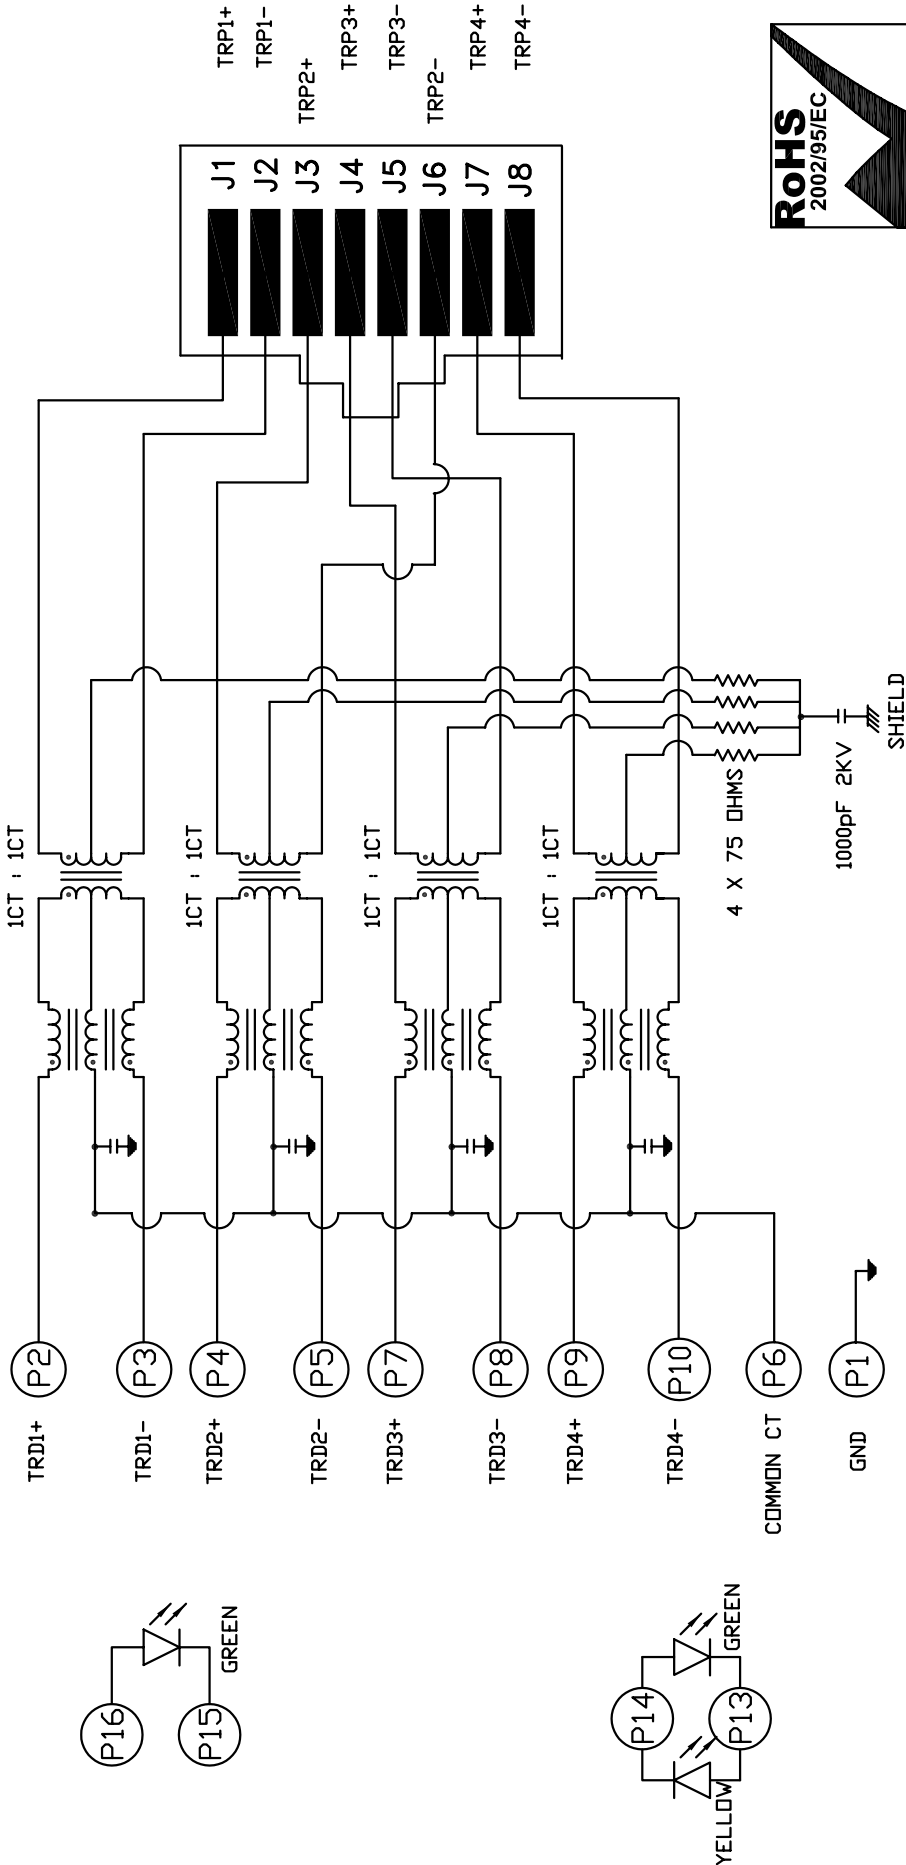 TRP1+
TRP1-
TRP2+
TRP3+
TRP3-
TRP2-
TRP4+
TRP4-
J1
J2
J3
J4
J5
J6
J7
J8
RoHS
2002/95/EC
1CT : 1CT
1CT : 1CT
1CT : 1CT
1CT : 1CT
4 X 75 OHMS
1000pF 2KV
SHIELD
P2
P3
P4
P5
P7
P8
P9
P10
P6
P1
TRD1+
TRD1-
TRD2+
TRD2-
TRD3+
TRD3-
TRD4+
TRD4-
COMMON CT
GND
P16
P15
GREEN
P14
P13
GREEN
YELLOW